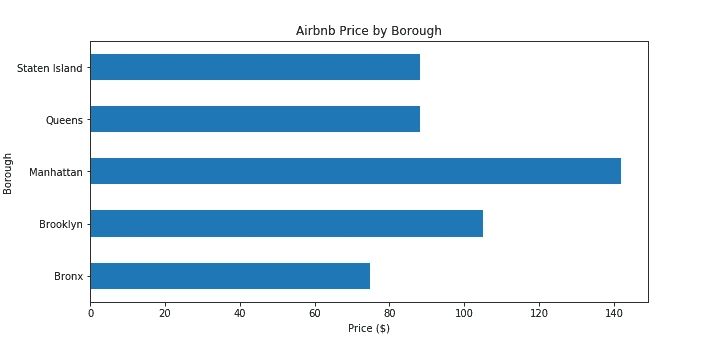 Airbnb Price by Borough
Borough
Staten Island
Queens
Manhattan
Brooklyn
Bronx
0 20 40 60 80 100 120 140
Price ($)